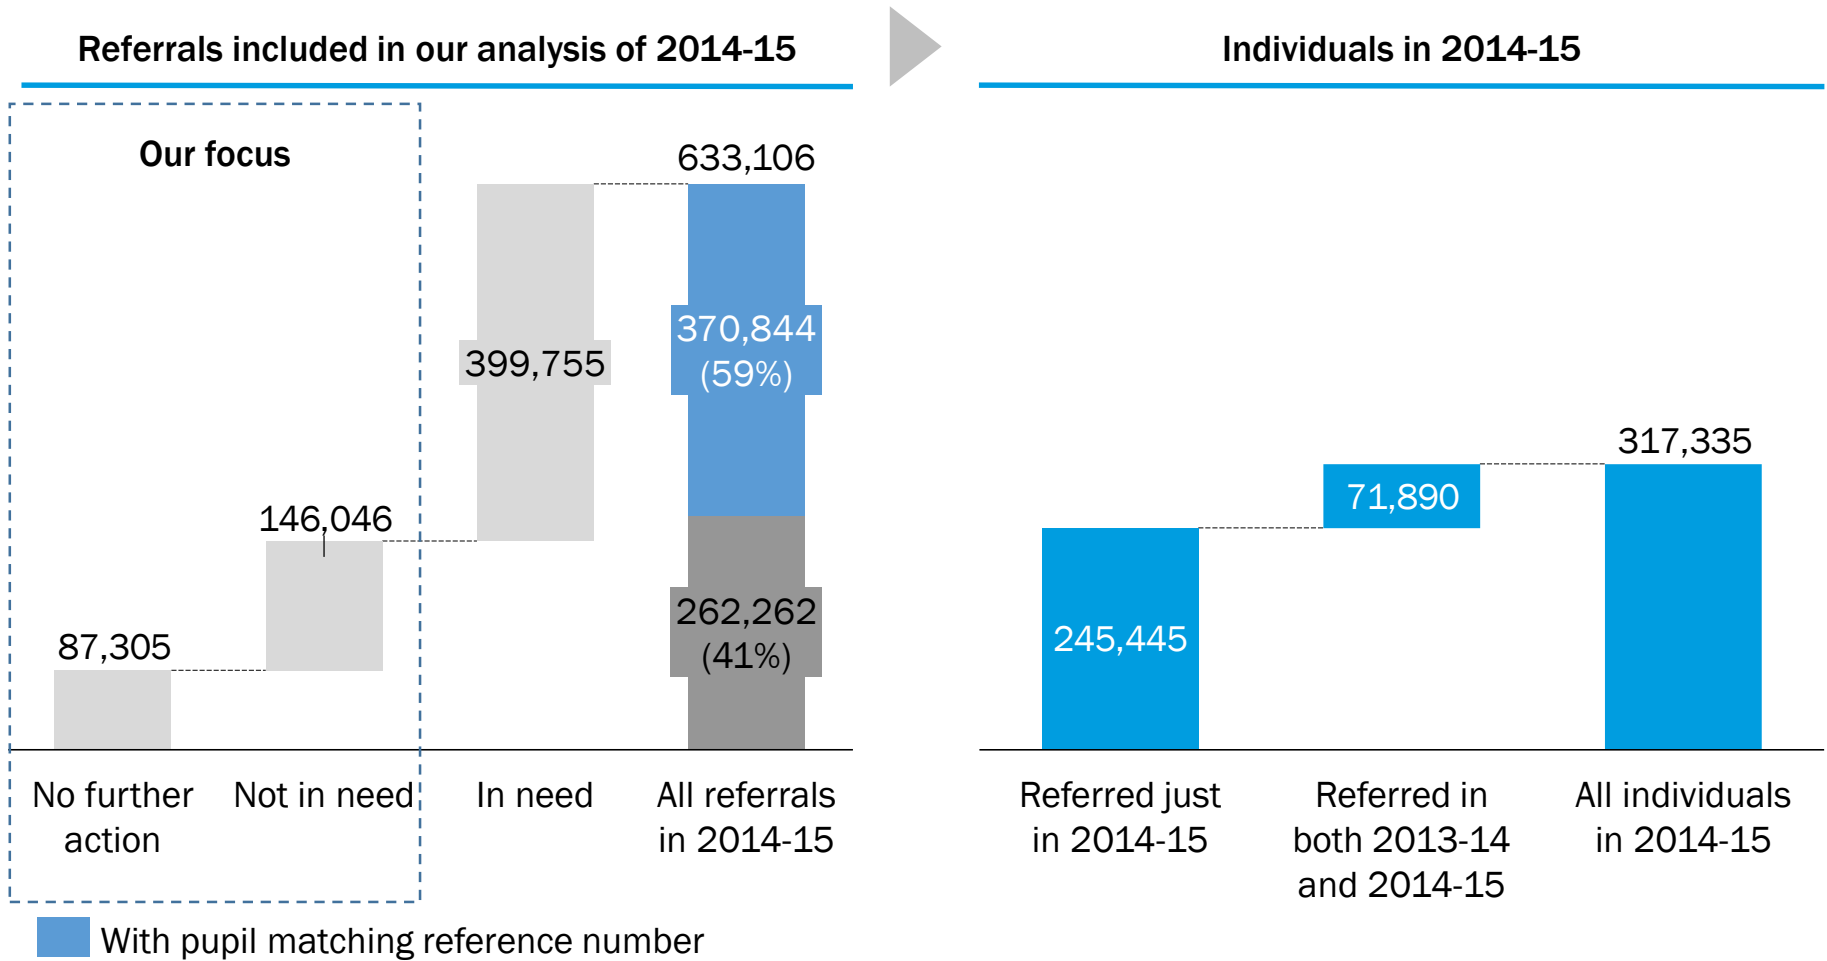 Referrals included in our analysis of 2014-15
Individuals in 2014-15
Our focus
633,106
370,844
(59%)
399,755
146,046
262,262
(41%)
87,305
No further
action
Not in need
In need
All referrals
in 2014-15
With pupil matching reference number
317,335
71,890
245,445
Referred just
in 2014-15
Referred in
both 2013-14
and 2014-15
All individuals
in 2014-15